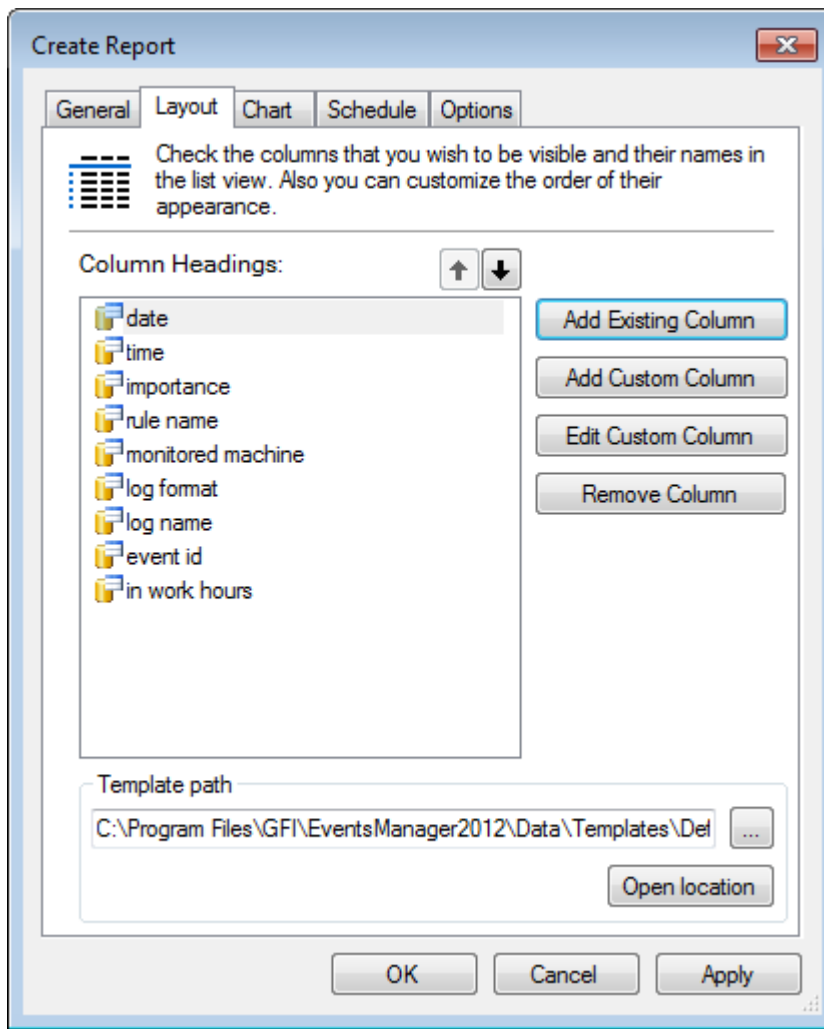 Create Report
General Layout Chart Schedule Options
Check the columns that you wish to be visible and their names in
the list view. Also you can customize the order of their
appearance.
Column Headings:
date
time
importance
rule name
monitored machine
log format
log name
event id
in work hours
Add Existing Column
Add Custom Column
Edit Custom Column
Remove Column
Template path
C:\Program Files\GFI\EventsManager2012\Data\Templates\Def
...
Open location
OK Cancel Apply